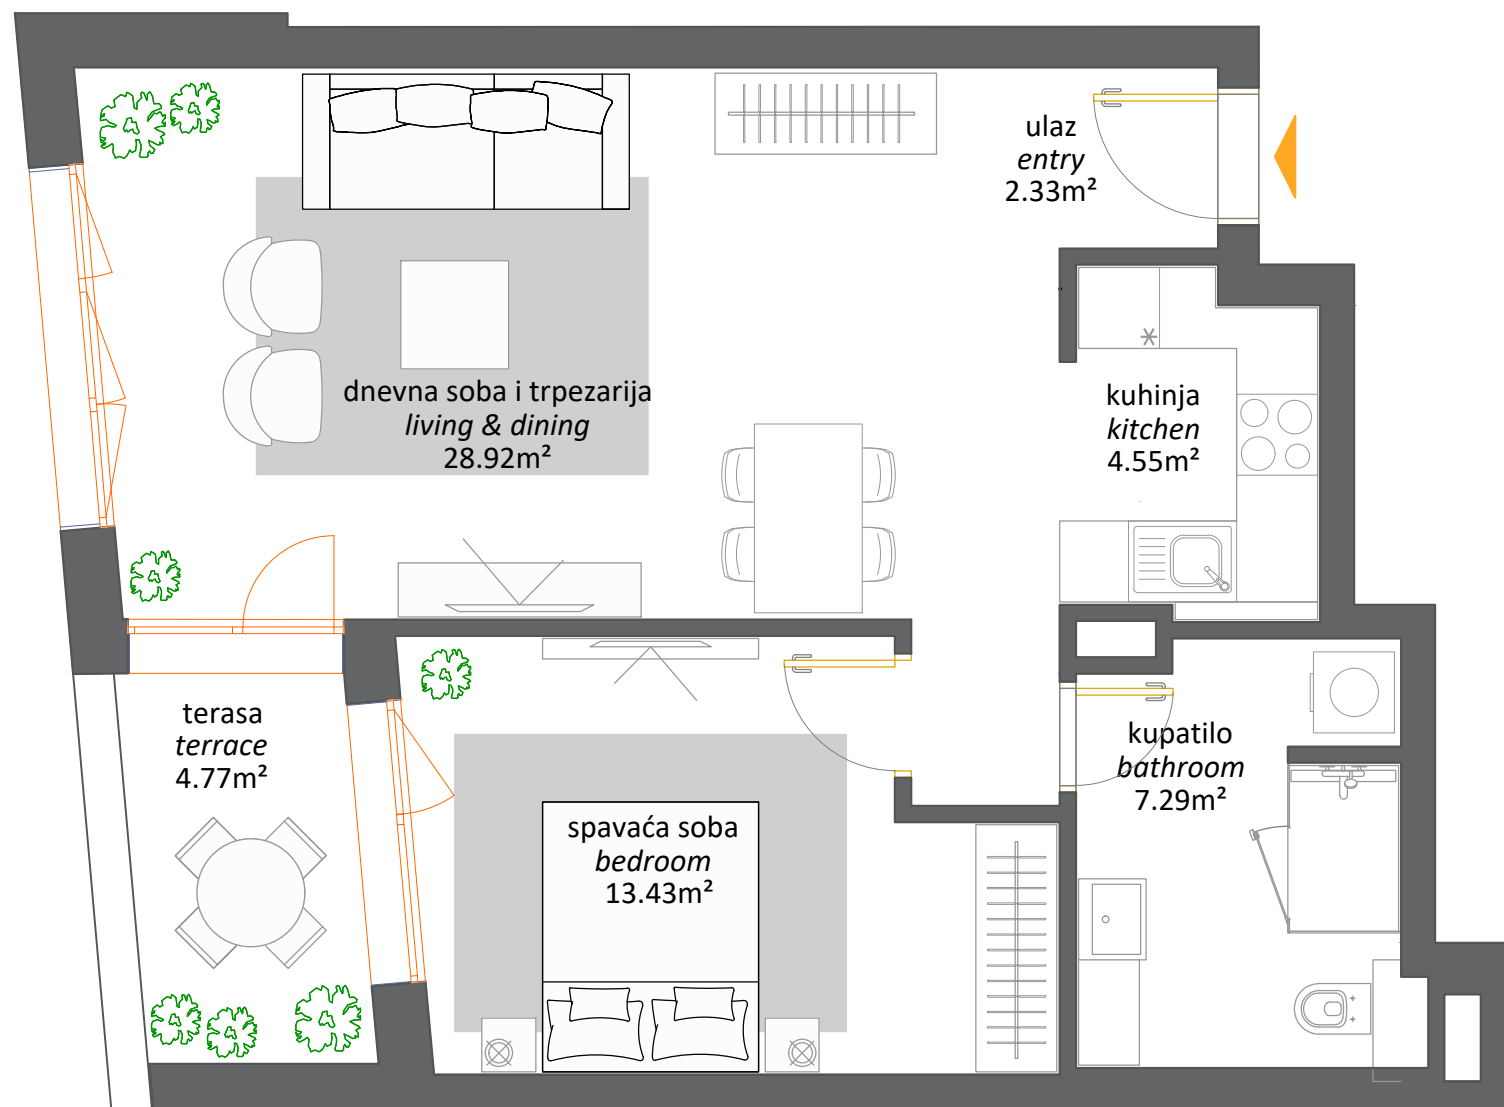 ulaz
entry
2.33m²
dnevna soba i trpezarija
living & dining
28.92m²
kuhinja
kitchen
4.55m²
terasa
terrace
4.77m²
spavaća soba
bedroom
13.43m²
kupatilo
bathroom
7.29m²